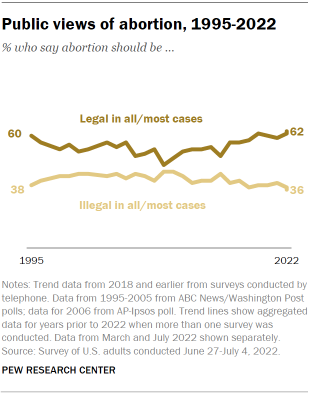 Public views of abortion, 1995-2022
% who say abortion should be ...
Legal in all/most cases
60
62
38
36
Illegal in all/most cases
1995
2022
Notes: Trend data from 2018 and earlier from surveys conducted by
telephone. Data from 1995-2005 from ABC News/Washington Post
polls; data for 2006 from AP-Ipsos poll. Trend lines show aggregated
data for years prior to 2022 when more than one survey was
conducted. Data from March and July 2022 shown separately.
Source: Survey of U.S. adults conducted June 27-July 4, 2022.
PEW RESEARCH CENTER